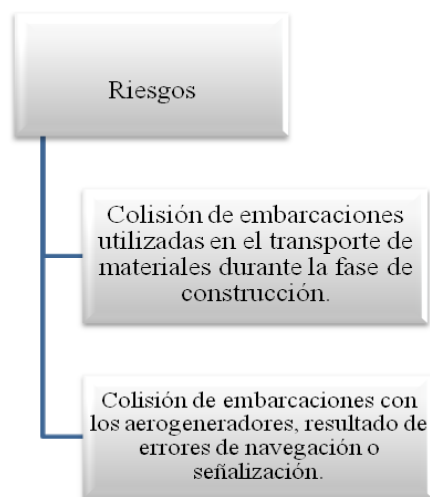 Riesgos
Colisión de embarcaciones
utilizadas en el transporte de
materiales durante la fase de
construcción.
Colisión de embarcaciones con
los aerogeneradores, resultado de
errores de navegación o
señalización.